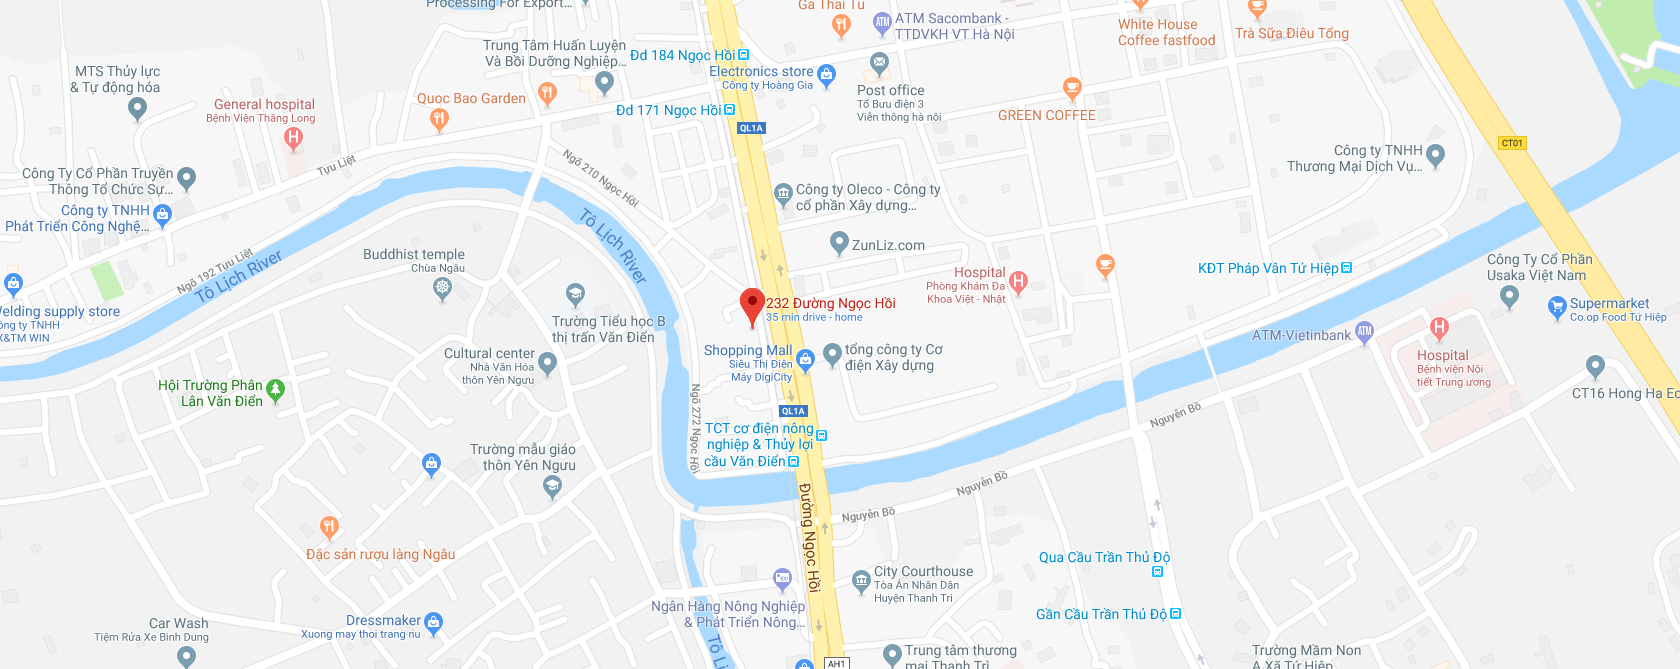 Processing For Export...
Ga Thai Tu
ATM Sacombank -
TTDVKH VT Hà Nội
White House
Coffee fastfood
Trà Sữa Điêu Tổng
Trung Tâm Huấn Luyện
Và Bồi Dưỡng Nghiệp...
Đd 184 Ngọc Hồi
Electronics store
Công ty Hoàng Gia
MTS Thủy lực
& Tự động hóa
Post office
Tổ Bưu điện 3
Viễn thông hà nôi
General hospital
Bệnh Viện Thăng Long
Quoc Bao Garden
Đd 171 Ngọc Hồi
GREEN COFFEE
QL1A
CT01
Công ty TNHH
Thương Mại Dịch Vụ...
Tựu Liệt
Ngõ 210 Ngọc Hồi
Công Ty Cổ Phần Truyền
Thông Tổ Chức Sự...
Công ty Oleco - Công ty
cổ phần Xây dựng...
Công ty TNHH
Phát Triển Công Nghệ...
Tô Lịch River
ZunLiz.com
Buddhist temple
Chùa Ngâu
Ngõ 192 Tựu Liệt
Tô Lịch River
Hospital
Phòng Khám Đa
Khoa Việt - Nhật
KĐT Pháp Vân Tứ Hiệp
Công Ty Cổ Phần
Usaka Việt Nam
232 Đường Ngọc Hồi
35 min drive - home
Supermarket
Co.op Food Tứ Hiệp
Welding supply store
ông ty TNHH
X&TM WIN
Trường Tiểu học B
thị trấn Văn Điển
ATM-Vietinbank
Cultural center
Nhà Văn Hóa
thôn Yên Ngưu
Shopping Mall
Siêu Thị Điện
Máy DigiCity
tổng công ty Cơ
điện Xây dựng
Hospital
Bệnh viện Nội
tiết Trung ương
Hội Trường Phân
Lân Văn Điển
CT16 Hong Ha Ec
Ngõ 272 Ngọc Hồi
QL1A
Nguyễn Bồ
TCT cơ điện nông
nghiệp & Thủy lợi
cầu Văn Điển
Trường mẫu giáo
thôn Yên Ngưu
Nguyễn Bồ
Đường Ngọc Hồi
Nguyễn Bồ
Đặc sản rượu làng Ngâu
Qua Cầu Trần Thủ Độ
City Courthouse
Tòa Án Nhân Dân
Huyện Thanh Trì
Ngân Hàng Nông Nghiệp
& Phát Triển Nông...
Gần Cầu Trần Thủ Độ
Car Wash
Tiệm Rửa Xe Bình Dung
Dressmaker
Xuong may thoi trang nu
Tô Lị
AH1
Trung tâm thương
mại Thanh Trì
Trường Mầm Non
A Xã Tứ Hiệp